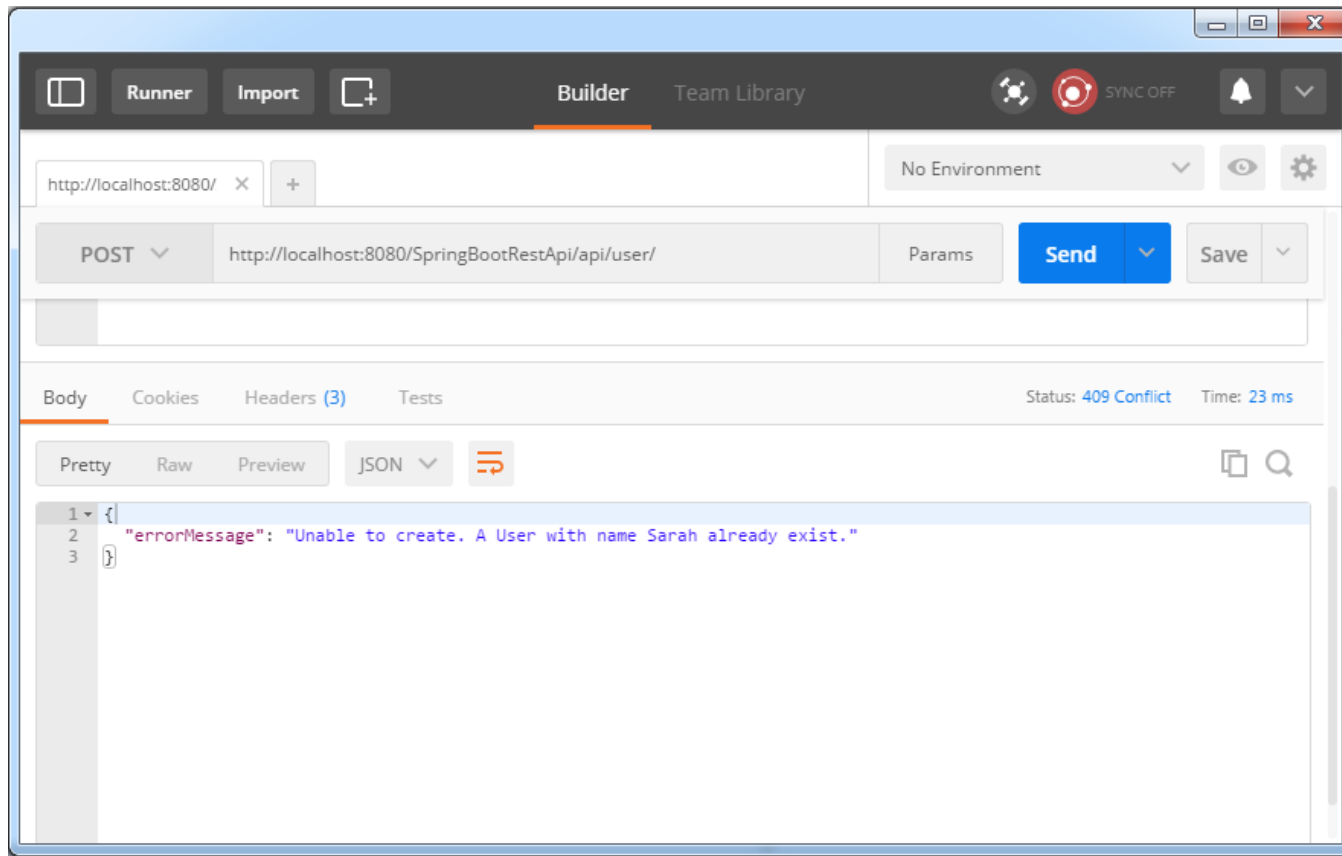 Runner Import Builder Team Library SYNC OFF
http://localhost:8080/ No Environment
POST http://localhost:8080/SpringBootRestApi/api/user/ Params Send Save
Body Cookies Headers (3) Tests Status: 409 Conflict Time: 23 ms
Pretty Raw Preview JSON
1 {
2 "errorMessage": "Unable to create. A User with name Sarah already exist."
3 }